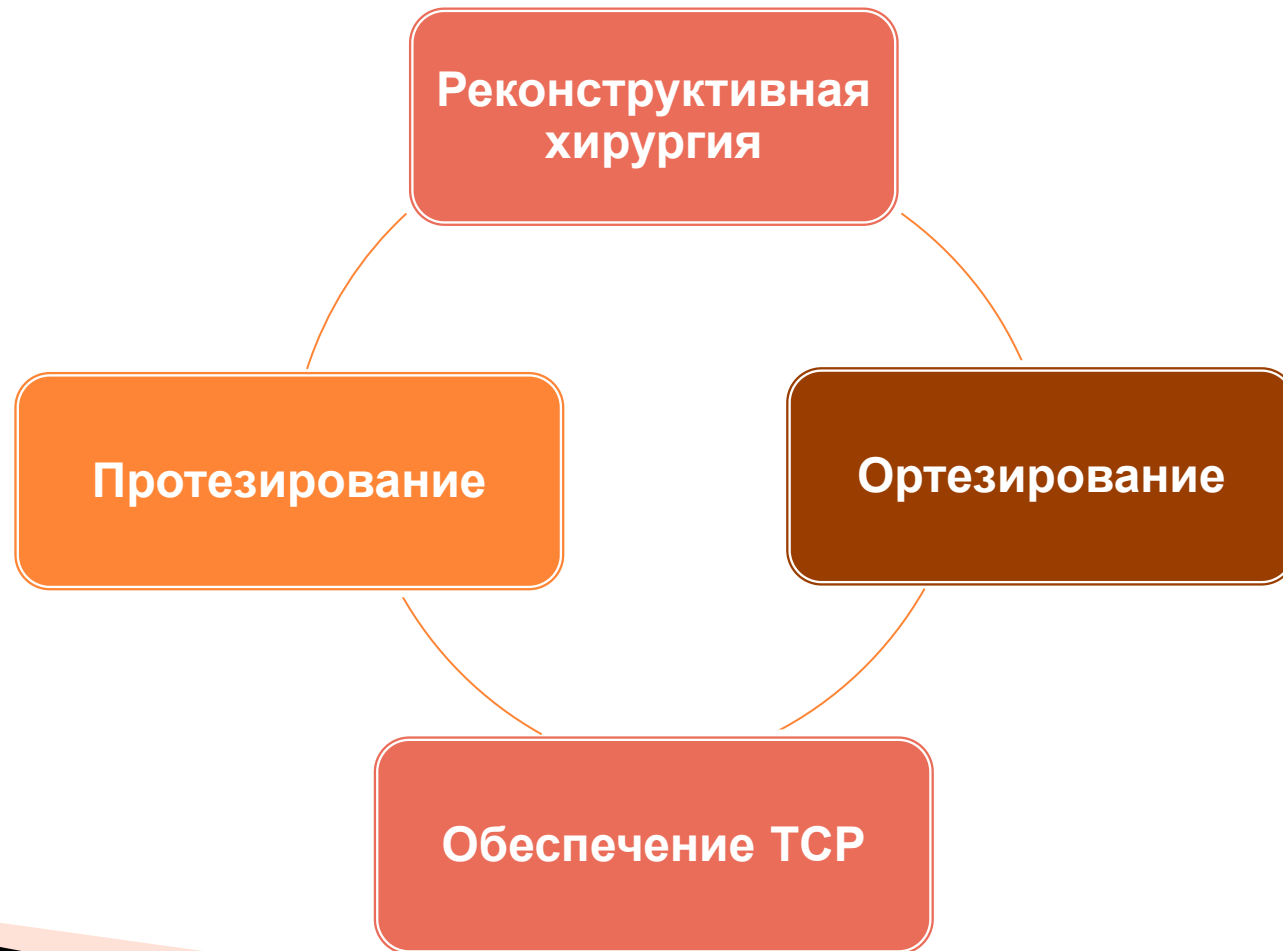 Реконструктивная
хирургия
Протезирование
Ортезирование
Обеспечение ТСР